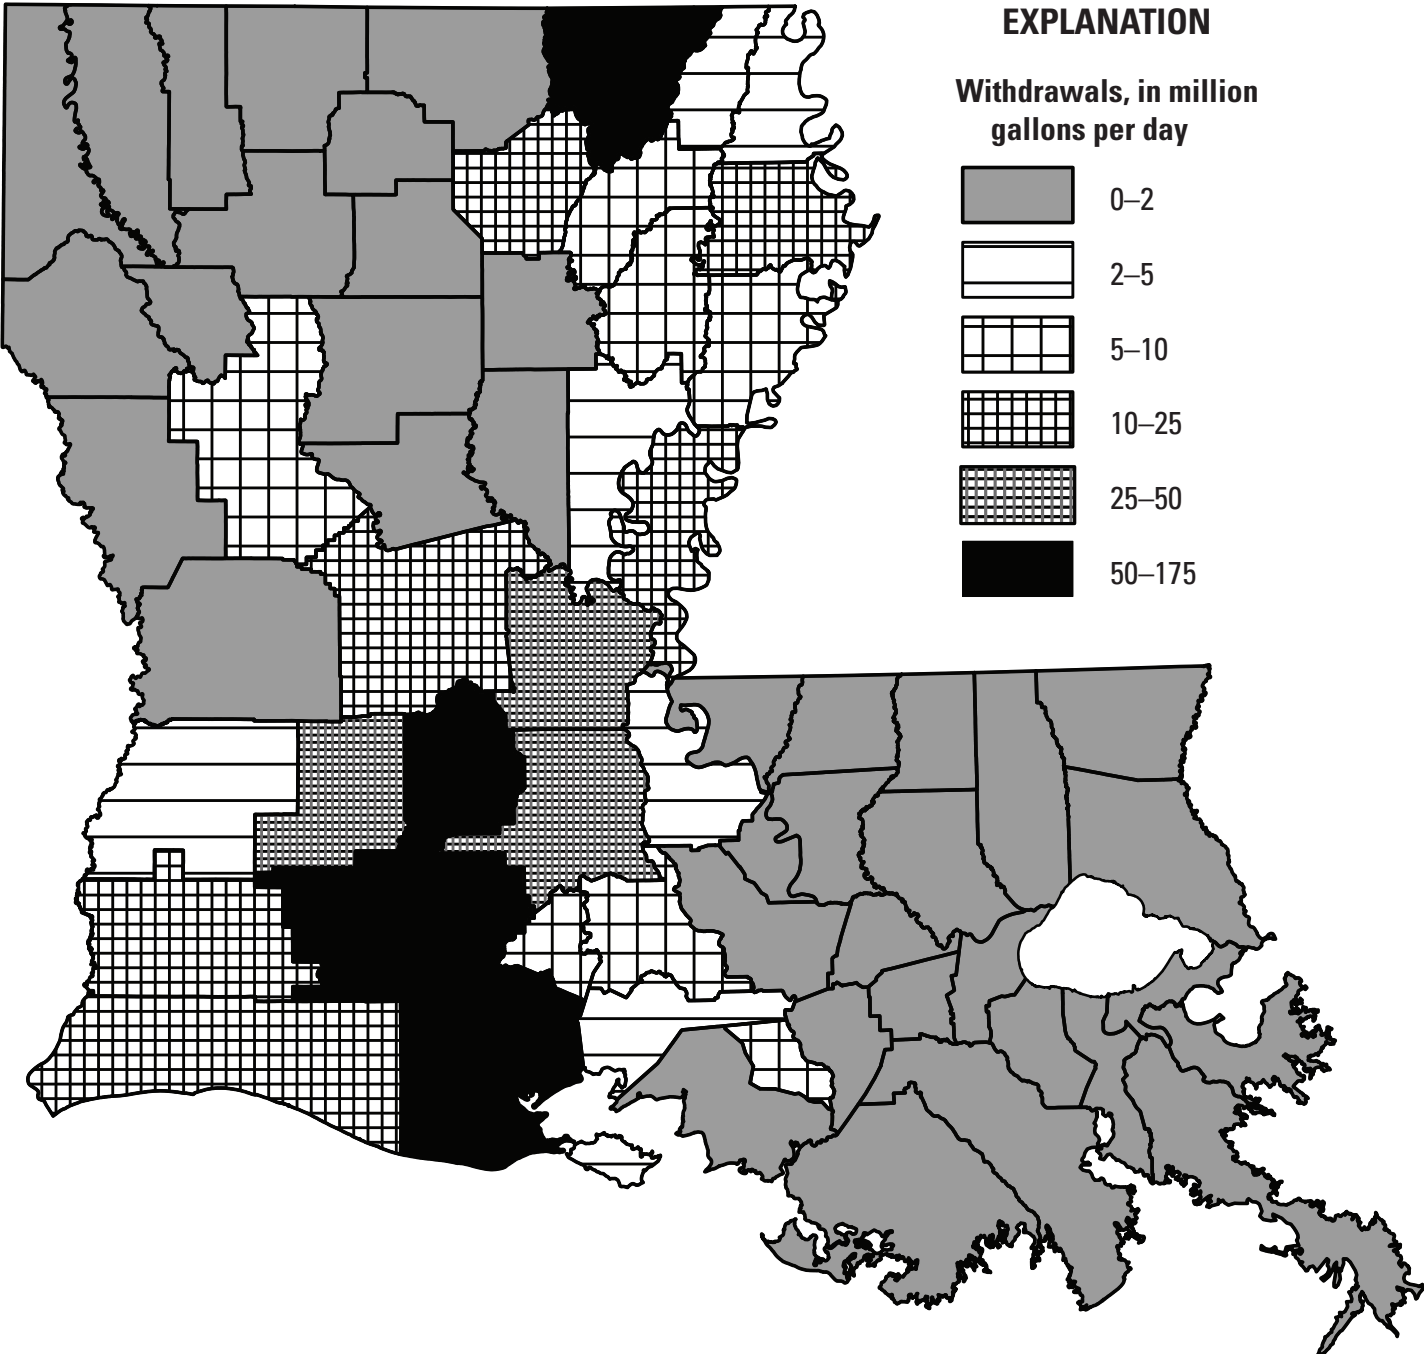 EXPLANATION
Withdrawals, in million
gallons per day
0–2
2–5
5–10
10–25
25–50
50–175